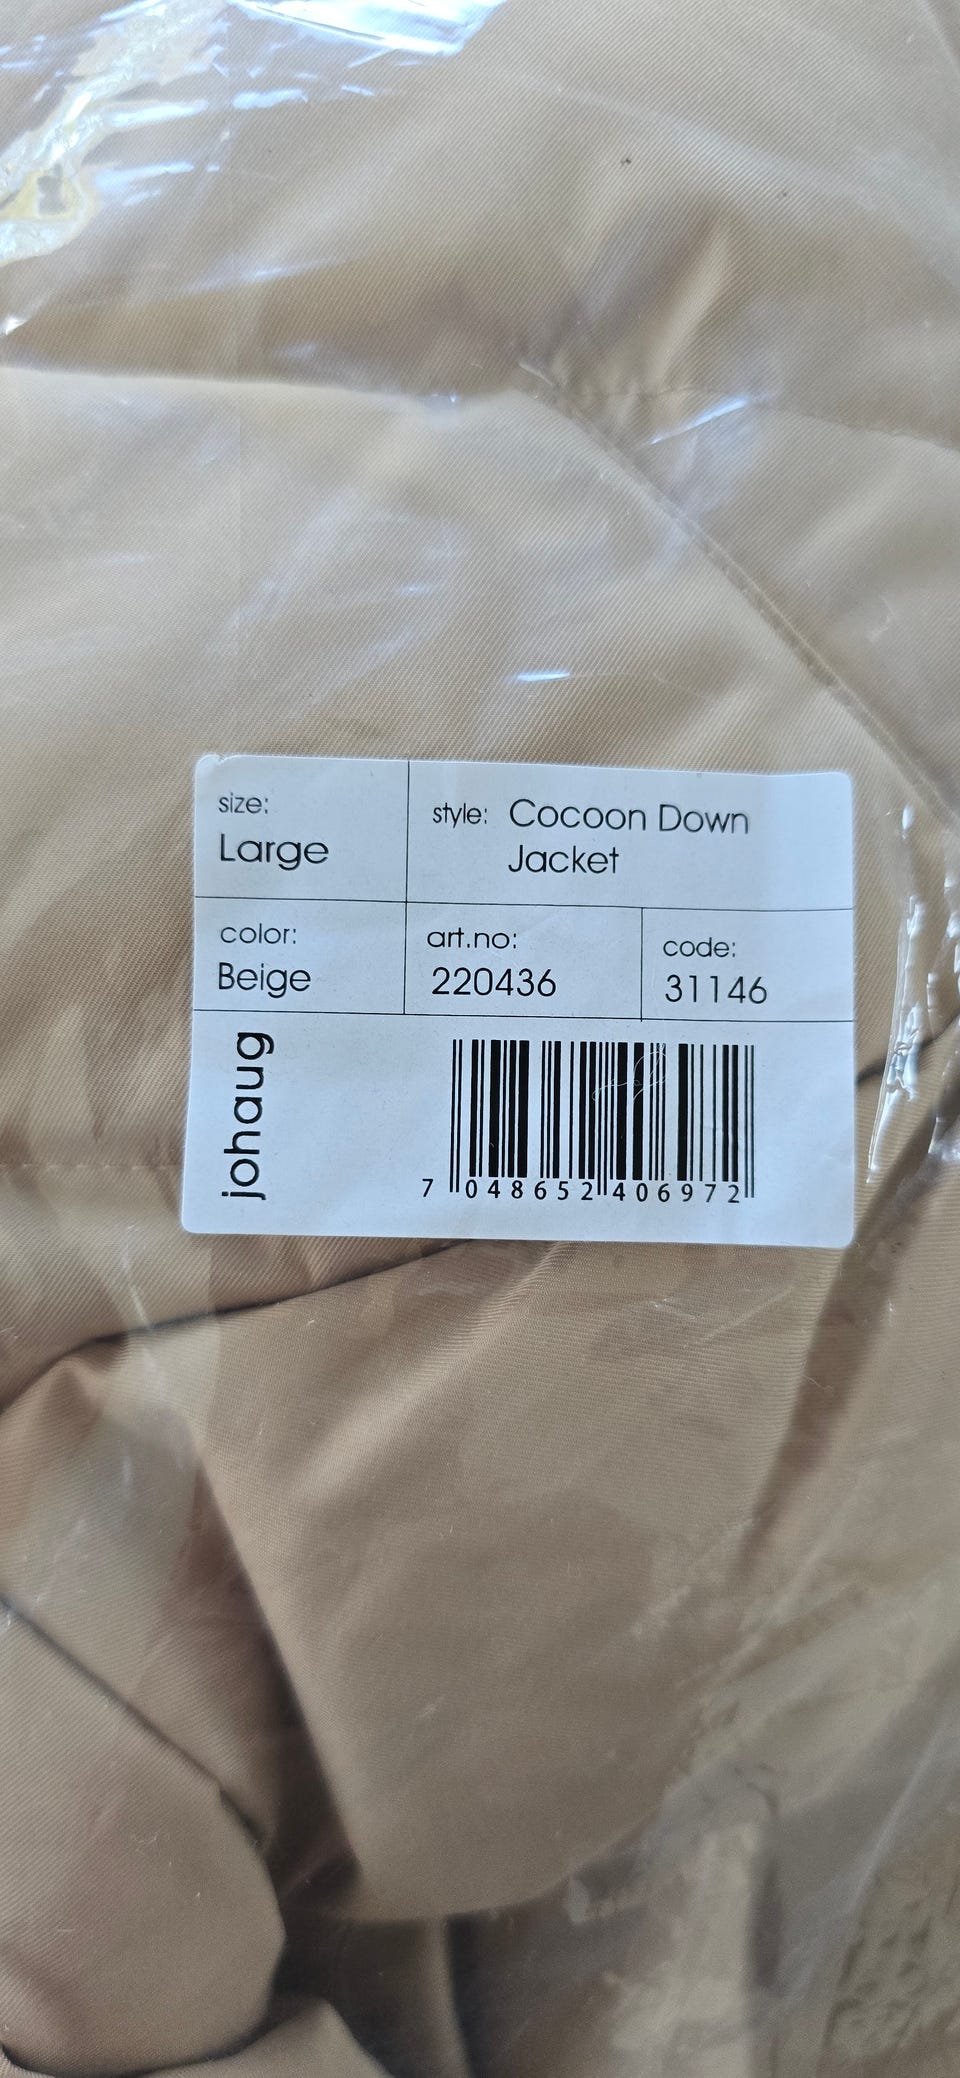 size:
Large
style: Cocoon Down
Jacket
color:
Beige
art.no:
220436
code:
31146
johaug
7 048652 406972